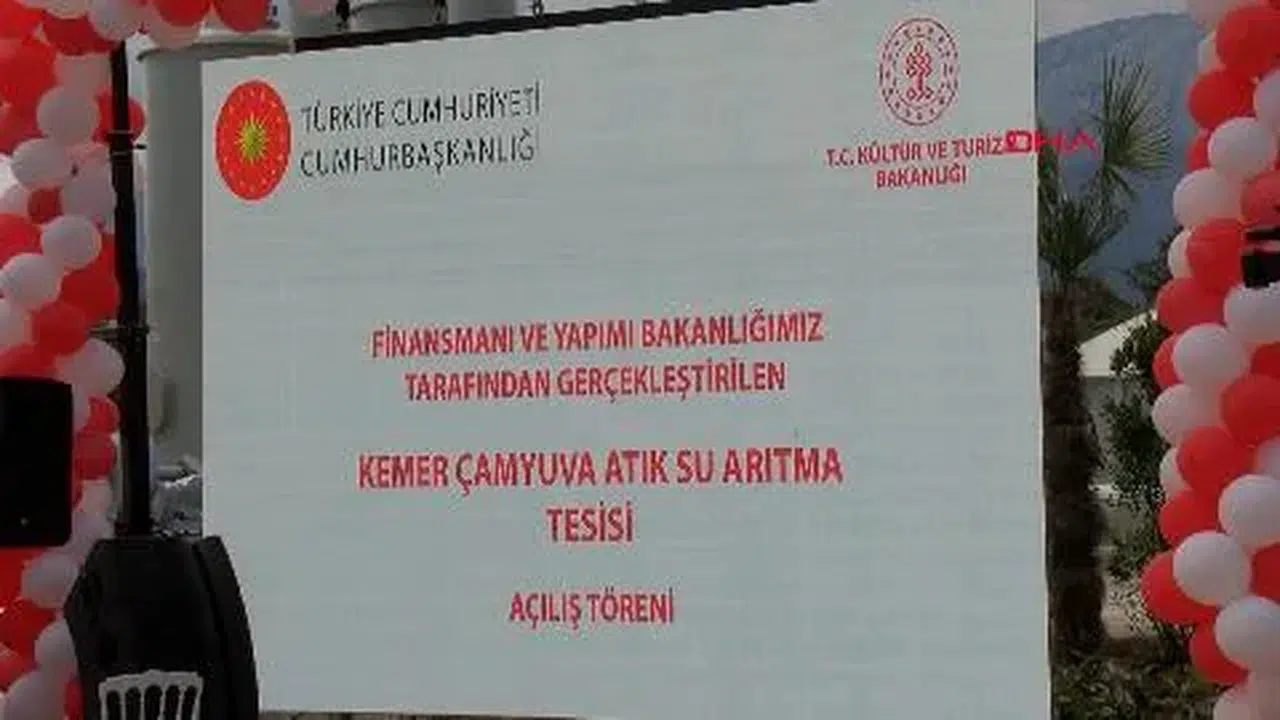 TÜRKİYE CUMHURİYETİ
CUMHURBAŞKANLIĞI
T.C. KÜLTÜR VE TURİZ
BAKANLIĞI
DHA
FİNANSMANI VE YAPIMI BAKANLIĞIMIZ
TARAFINDAN GERÇEKLEŞTİRİLEN
KEMER ÇAMYUVA ATIK SU ARITMA
TESİSİ
AÇILIŞ TÖRENİ